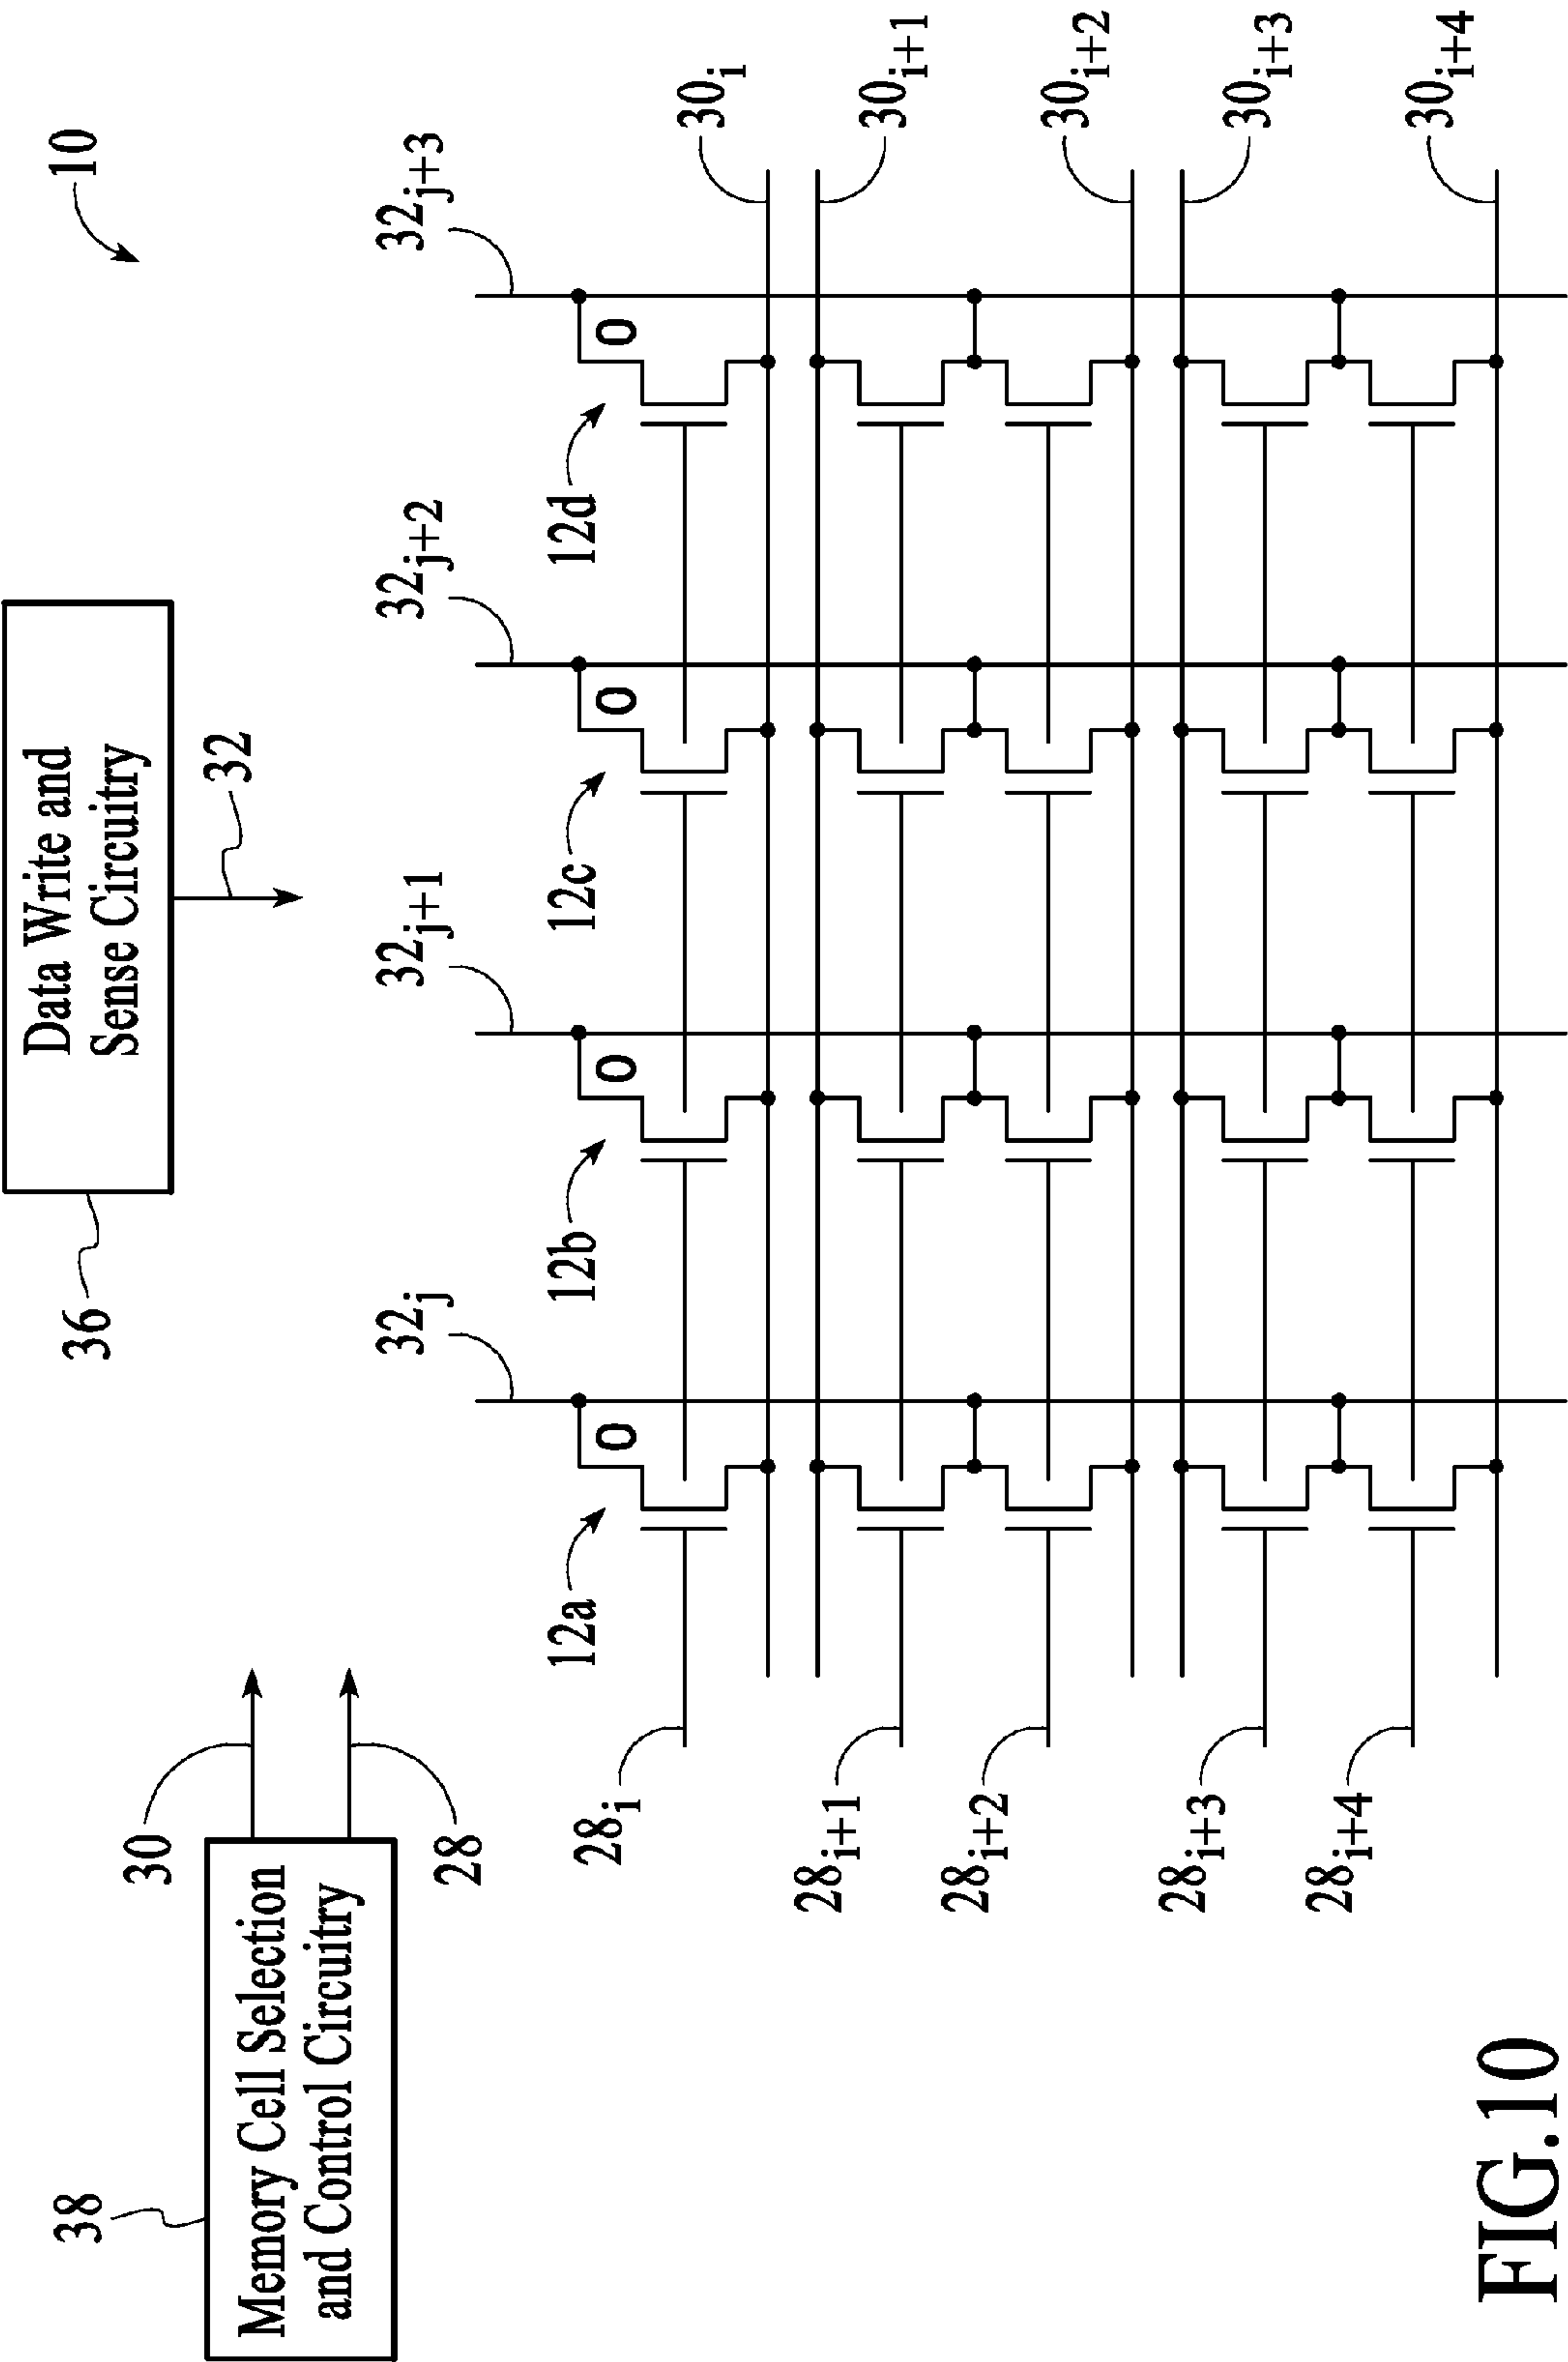 10
36
Data Write and
Sense Circuitry
32
38
Memory Cell Selection
and Control Circuitry
30
28
32j
32j+1
32j+2
32j+3
12a
12b
12c
12d
0
0
0
0
28i
28i+1
28i+2
28i+3
28i+4
30i
30i+1
30i+2
30i+3
30i+4
FIG.10